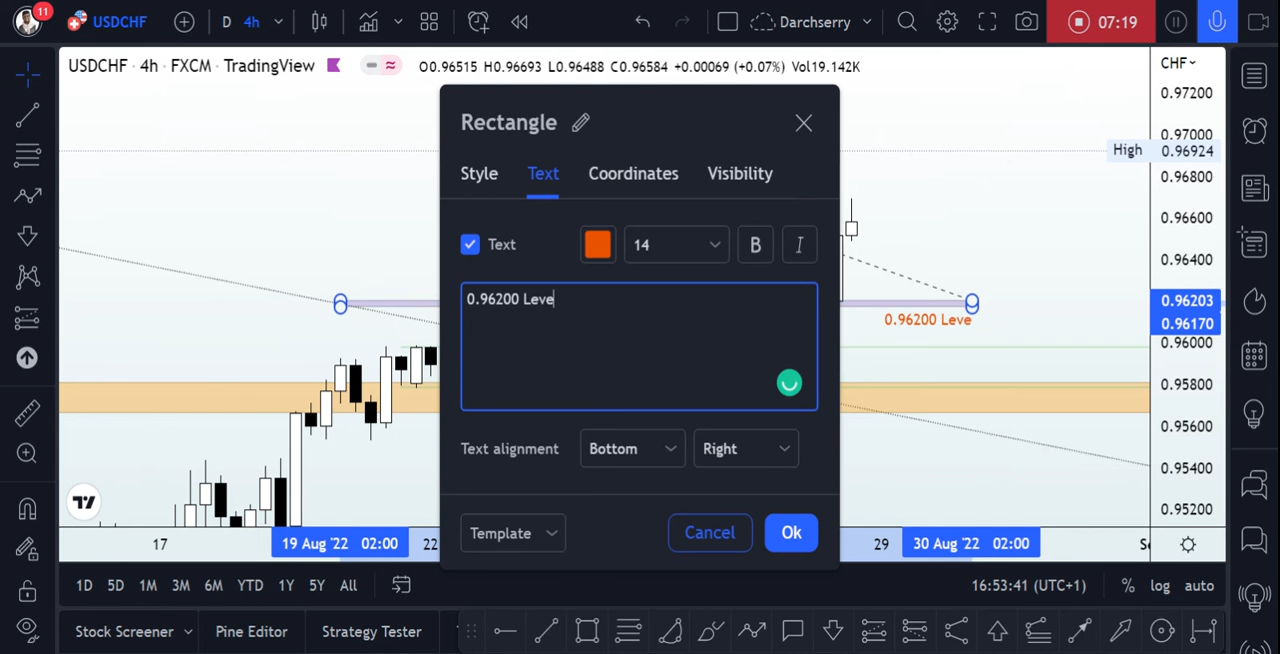 11
USDCHF
D
4h
Darchserry
07:19
USDCHF · 4h · FXCM · TradingView
O0.96515 H0.96693 L0.96488 C0.96584 +0.00069 (+0.07%) Vol19.142K
CHF
0.97200
0.97000
High 0.96924
0.96800
0.96600
0.96400
0.96203
0.96170
0.96000
0.95800
0.95600
0.95400
0.95200
Rectangle
Style Text Coordinates Visibility
Text 14 B I
0.96200 Leve
0.96200 Leve
Text alignment Bottom Right
Template Cancel Ok
17 19 Aug '22 02:00 22 29 30 Aug '22 02:00
1D 5D 1M 3M 6M YTD 1Y 5Y All
16:53:41 (UTC+1) % log auto
Stock Screener Pine Editor Strategy Tester